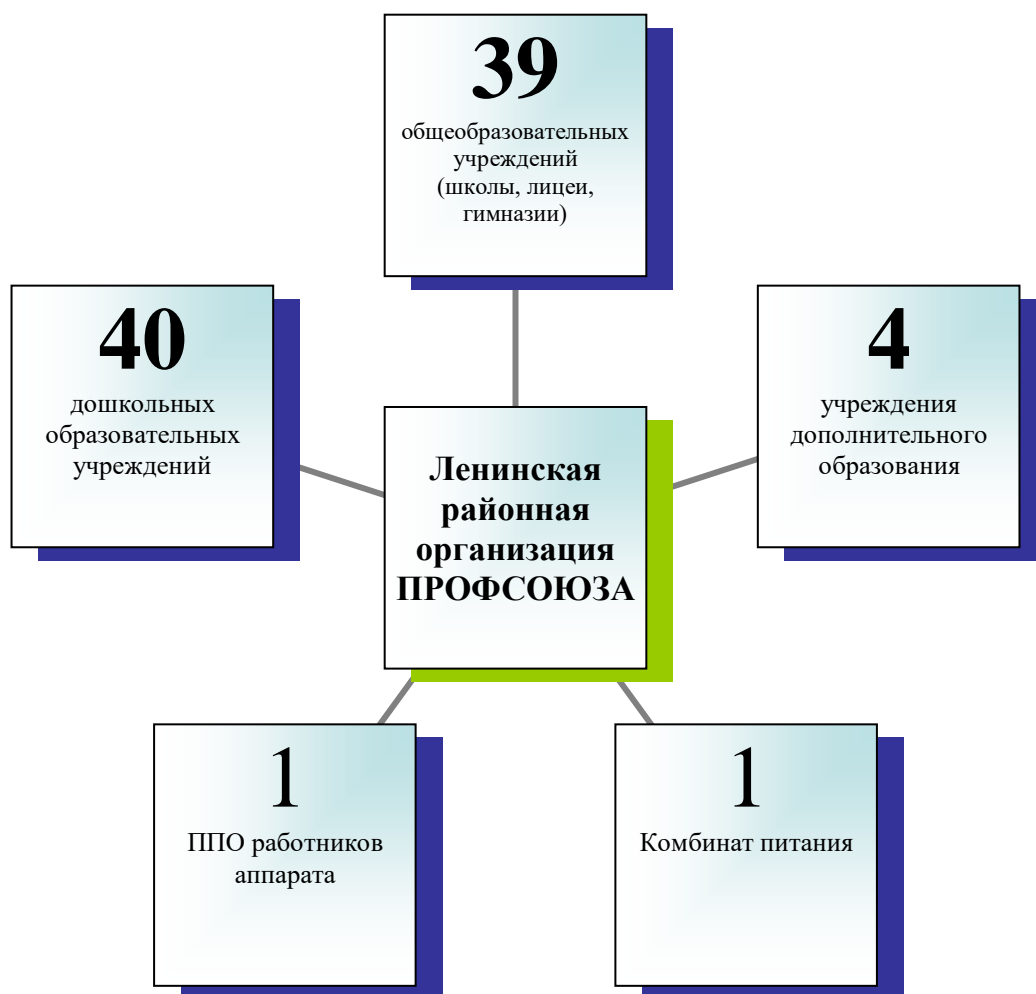 39
общеобразовательных
учреждений
(школы, лицеи,
гимназии)
40
дошкольных
образовательных
учреждений
4
учреждения
дополнительного
образования
Ленинская
районная
организация
ПРОФСОЮЗА
1
ППО работников
аппарата
1
Комбинат питания